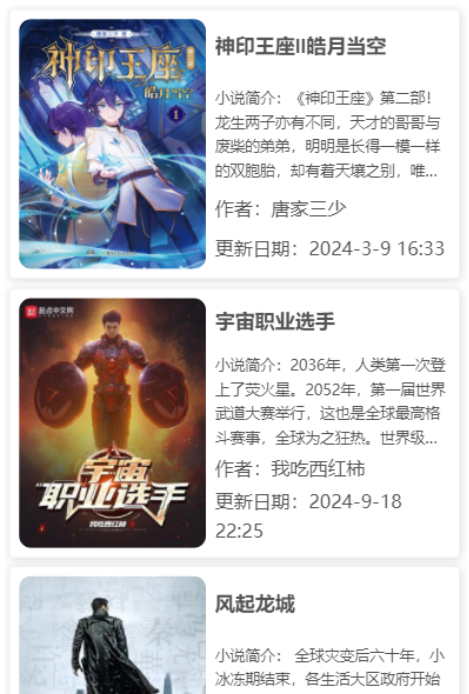 神印王座
皓月当空
1
神印王座II皓月当空
小说简介：《神印王座》第二部！
龙生两子亦有不同，天才的哥哥与
废柴的弟弟，明明是长得一模一样
的双胞胎，却有着天壤之别，唯...
作者：唐家三少
更新日期：2024-3-9 16:33
起点中文网
宇宙
职业选手
我吃西红柿
宇宙职业选手
小说简介：2036年，人类第一次登
上了荧火星。2052年，第一届世界
武道大赛举行，这也是全球最高格
斗赛事，全球为之狂热。世界级...
作者：我吃西红柿
更新日期：2024-9-18
22:25
风起龙城
小说简介： 全球灾变后六十年，小
冰冻期结束，各生活大区政府开始